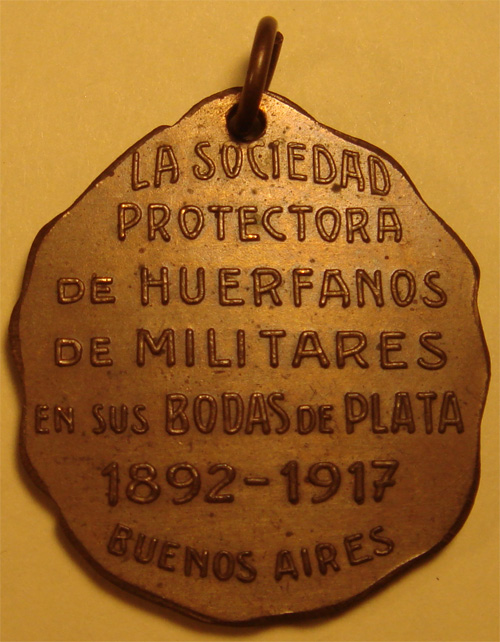 LA SOCIEDAD
PROTECTORA
DE HUERFANOS
DE MILITARES
EN SUS BODAS DE PLATA
1892-1917
BUENOS AIRES